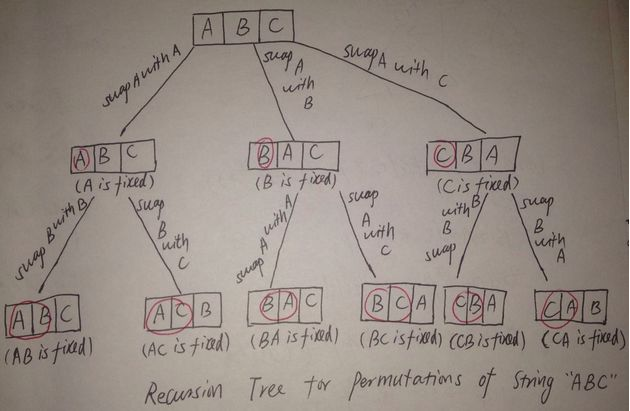 A B C
swap A with A
swap A with B
swap A with C
A B C
B A C
C B A
(A is fixed)
(B is fixed)
(C is fixed)
swap B with B
swap B with C
swap A with A
swap A with C
swap B with B
swap B with A
A B C
A C B
B A C
B C A
C B A
C A B
(AB is fixed)
(AC is fixed)
(BA is fixed)
(BC is fixed)
(CB is fixed)
(CA is fixed)
Recussion Tree for Permutations of String "ABC"